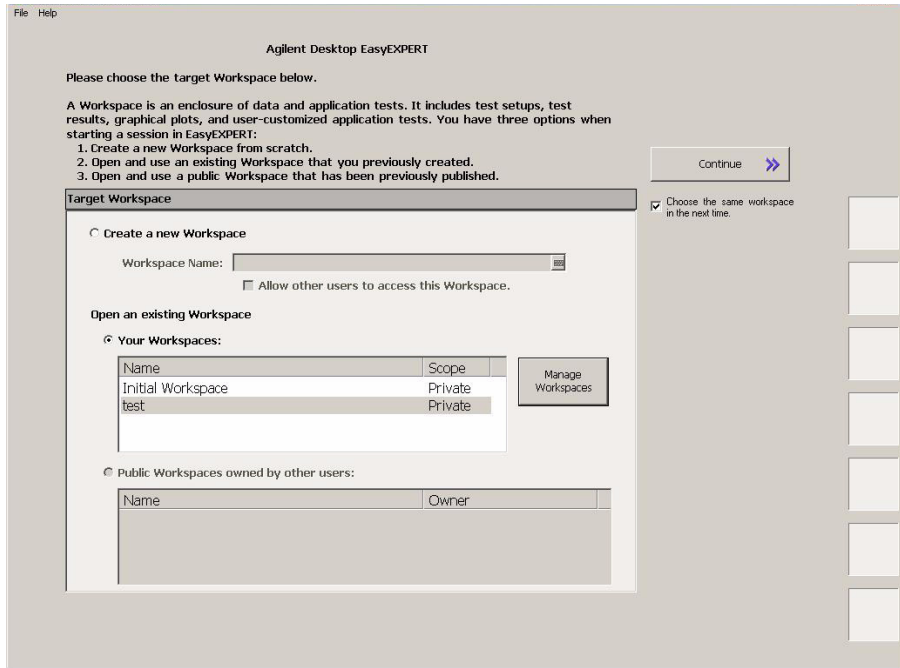 File Help
Agilent Desktop EasyEXPERT
Please choose the target Workspace below.
A Workspace is an enclosure of data and application tests. It includes test setups, test
results, graphical plots, and user-customized application tests. You have three options when
starting a session in EasyEXPERT:
1. Create a new Workspace from scratch.
2. Open and use an existing Workspace that you previously created.
3. Open and use a public Workspace that has been previously published.
Continue
Choose the same workspace
in the next time.
Target Workspace
Create a new Workspace
Workspace Name:
Allow other users to access this Workspace.
Open an existing Workspace
Your Workspaces:
Name Scope
Initial Workspace Private
test Private
Manage
Workspaces
Public Workspaces owned by other users:
Name Owner